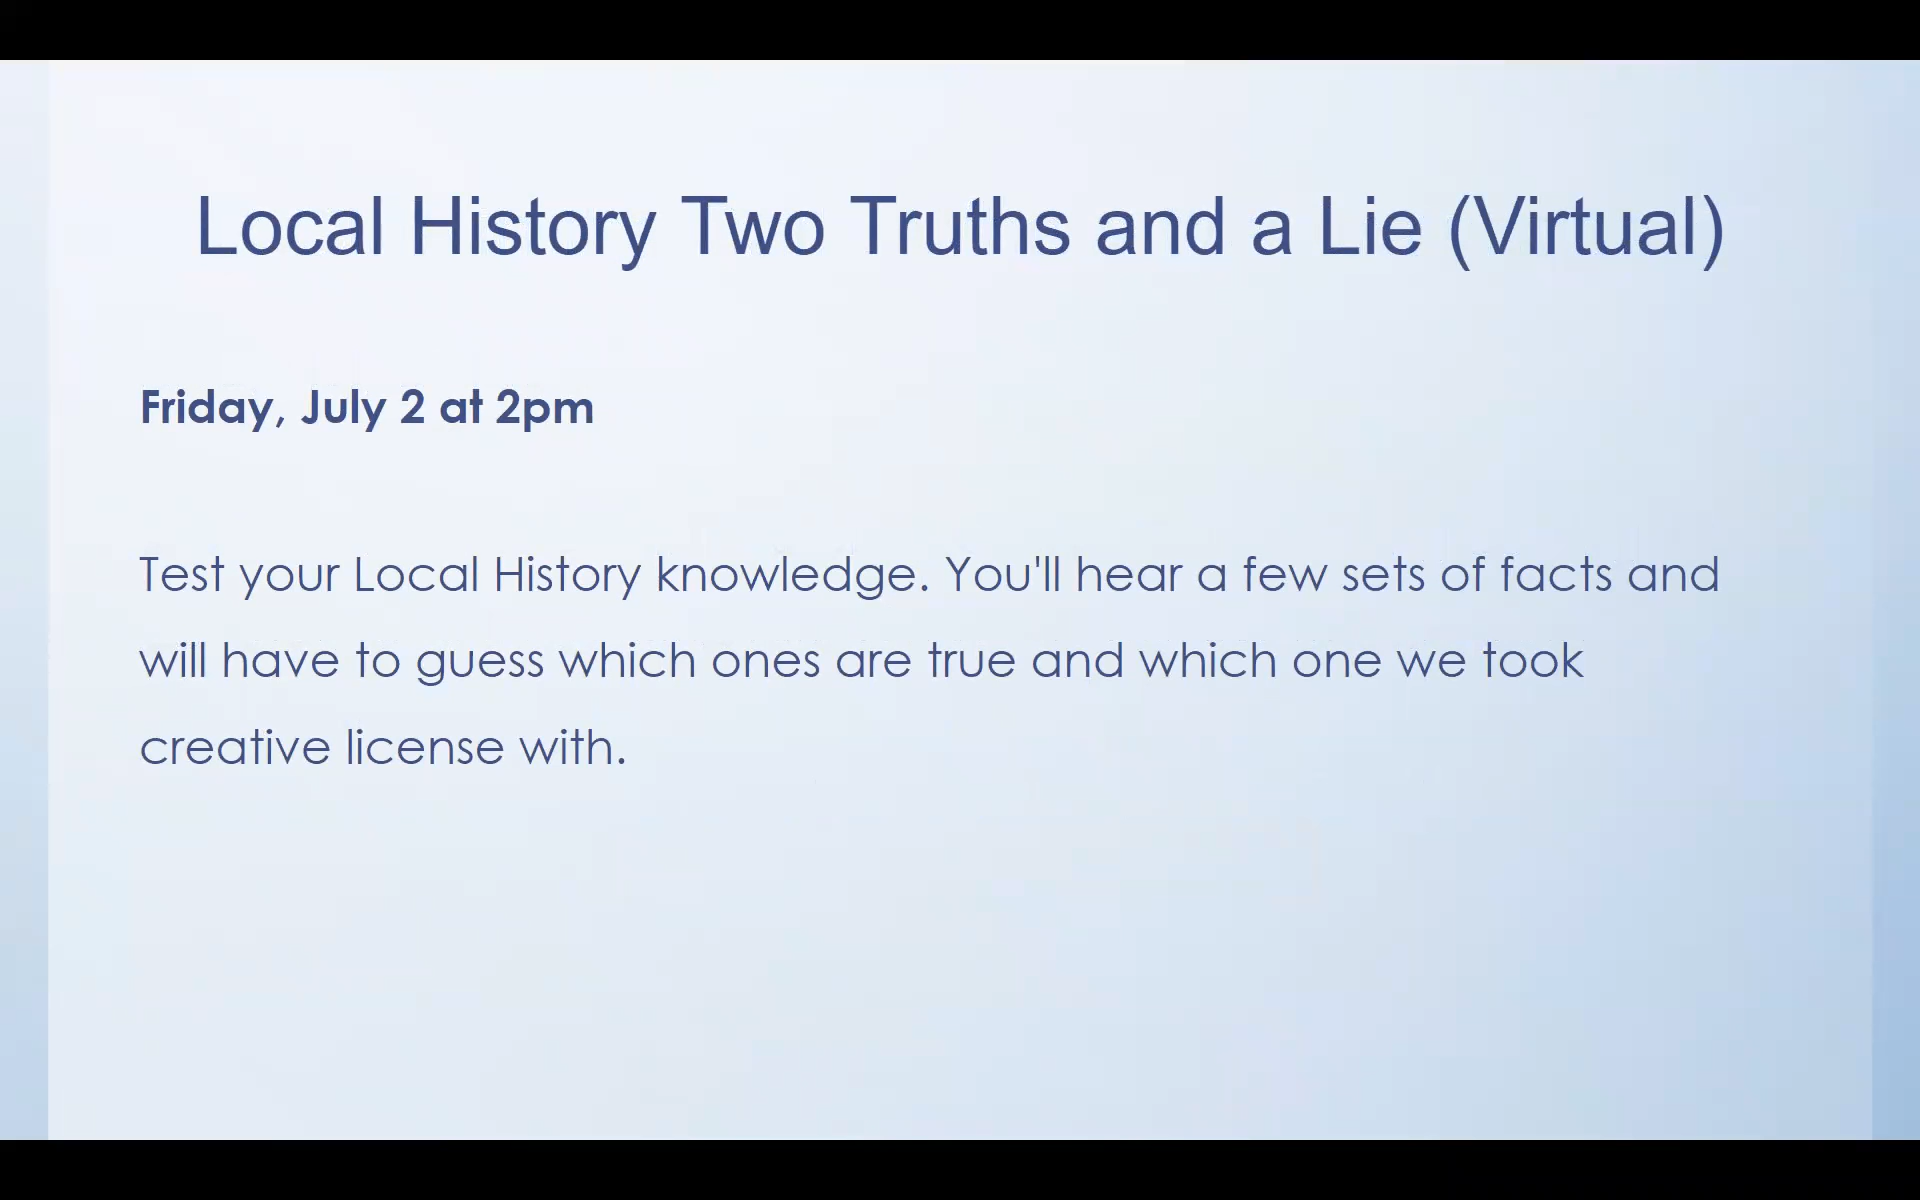 Local History Two Truths and a Lie (Virtual)
Friday, July 2 at 2pm
Test your Local History knowledge. You'll hear a few sets of facts and
will have to guess which ones are true and which one we took
creative license with.